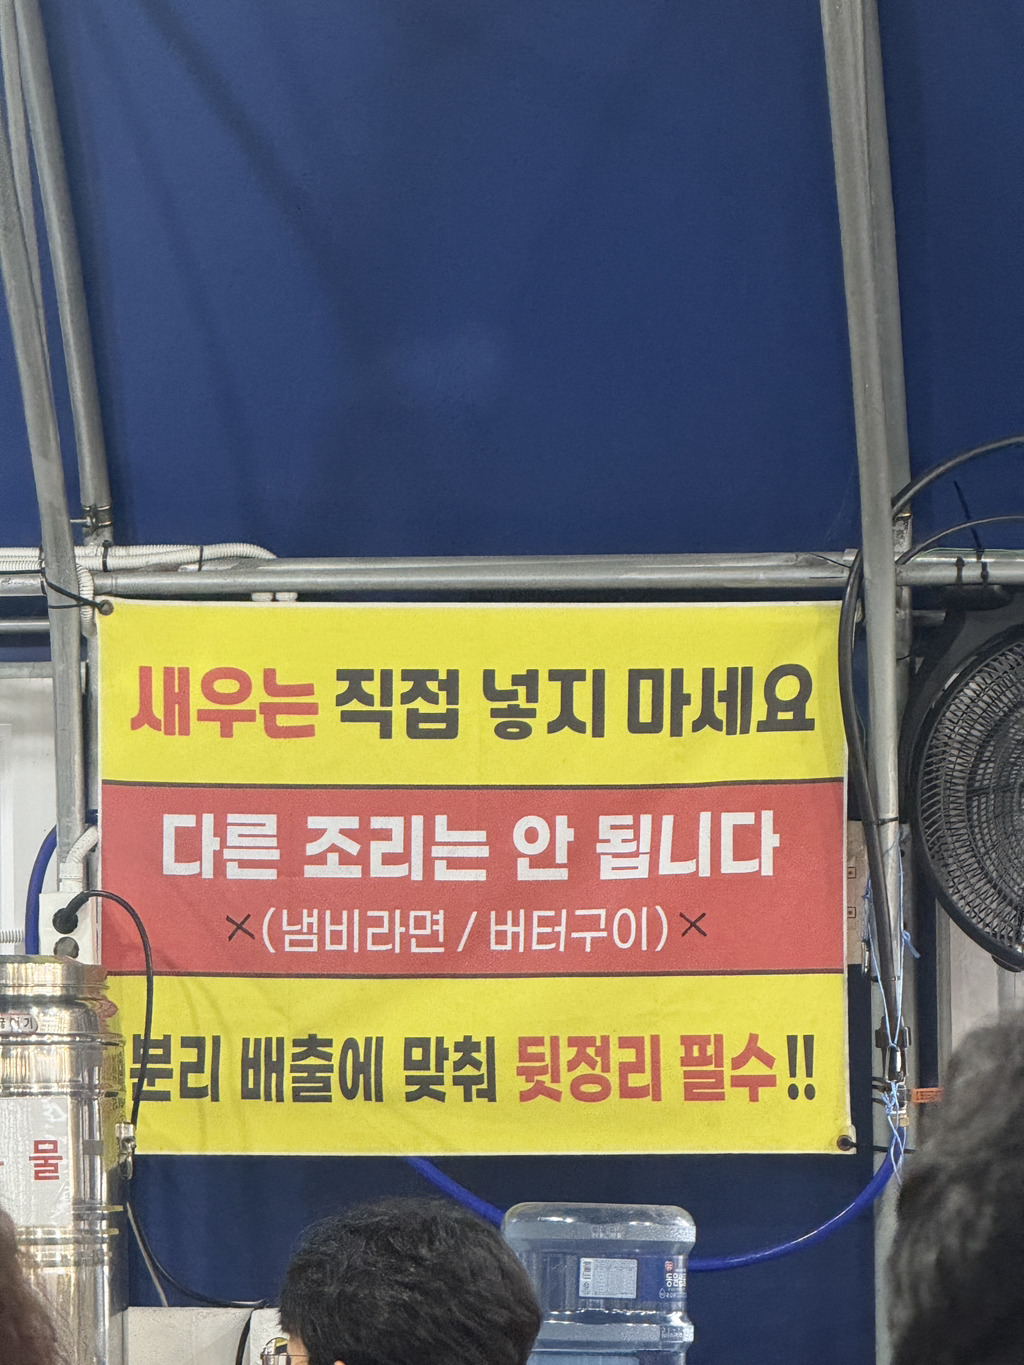 새우는 직접 넣지 마세요
다른 조리는 안 됩니다
×(냄비라면 / 버터구이)×
분리 배출에 맞춰 뒷정리 필수!!
물